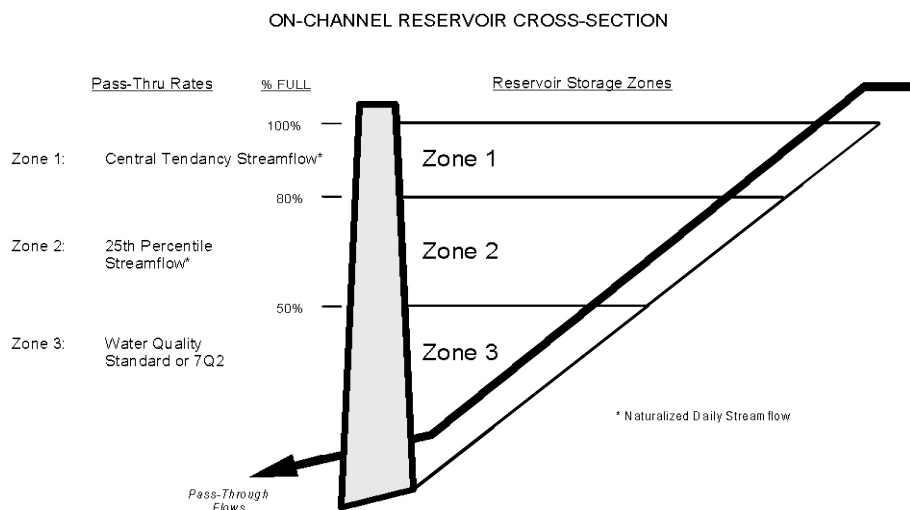 ON-CHANNEL RESERVOIR CROSS-SECTION
Pass-Thru Rates % FULL Reservoir Storage Zones
100%
Zone 1: Central Tendancy Streamflow* Zone 1
80%
Zone 2: 25th Percentile
Streamflow* Zone 2
50%
Zone 3: Water Quality
Standard or 7Q2 Zone 3
* Naturalized Daily Streamflow
Pass-Through
Flows